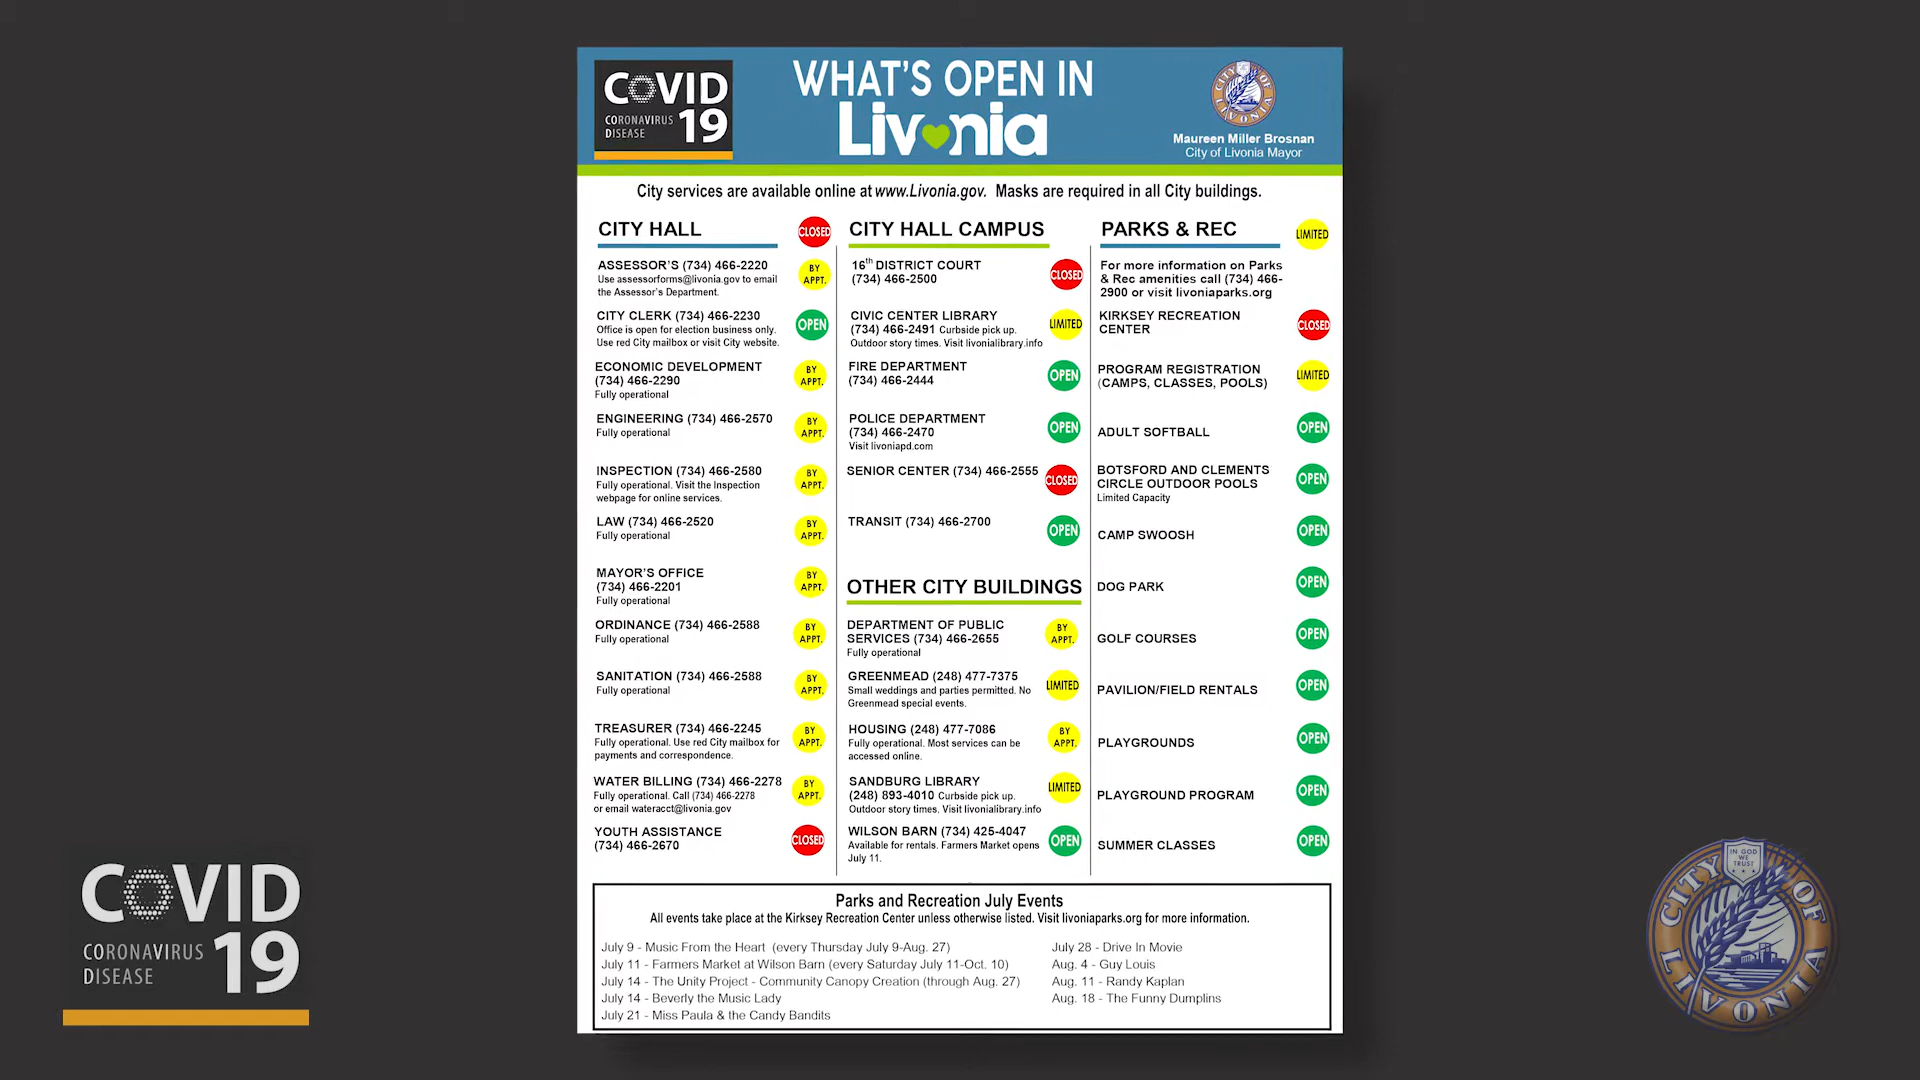 COVID
CORONAVIRUS
DISEASE
19
WHAT'S OPEN IN
Livonia
CITY OF LIVONIA
Maureen Miller Brosnan
City of Livonia Mayor
City services are available online at www.Livonia.gov. Masks are required in all City buildings.
CITY HALL
CLOSED
ASSESSOR'S (734) 466-2220
Use assessorforms@livonia.gov to email
the Assessor's Department.
BY
APPT.
CITY CLERK (734) 466-2230
Office is open for election business only.
Use red City mailbox or visit City website.
OPEN
ECONOMIC DEVELOPMENT
(734) 466-2290
Fully operational
BY
APPT.
ENGINEERING (734) 466-2570
Fully operational
BY
APPT.
INSPECTION (734) 466-2580
Fully operational. Visit the Inspection
webpage for online services.
BY
APPT.
LAW (734) 466-2520
Fully operational
BY
APPT.
MAYOR'S OFFICE
(734) 466-2201
Fully operational
BY
APPT.
ORDINANCE (734) 466-2588
Fully operational
BY
APPT.
SANITATION (734) 466-2588
Fully operational
BY
APPT.
TREASURER (734) 466-2245
Fully operational. Use red City mailbox for
payments and correspondence.
BY
APPT.
WATER BILLING (734) 466-2278
Fully operational. Call (734) 466-2278
or email wateracct@livonia.gov
BY
APPT.
YOUTH ASSISTANCE
(734) 466-2670
CLOSED
CITY HALL CAMPUS
16th DISTRICT COURT
(734) 466-2500
CLOSED
CIVIC CENTER LIBRARY
(734) 466-2491 Curbside pick up.
Outdoor story times. Visit livonialibrary.info
LIMITED
FIRE DEPARTMENT
(734) 466-2444
OPEN
POLICE DEPARTMENT
(734) 466-2470
Visit livoniapd.com
OPEN
SENIOR CENTER (734) 466-2555
CLOSED
TRANSIT (734) 466-2700
OPEN
OTHER CITY BUILDINGS
DEPARTMENT OF PUBLIC
SERVICES (734) 466-2655
Fully operational
BY
APPT.
GREENMEAD (248) 477-7375
Small weddings and parties permitted. No
Greenmead special events.
LIMITED
HOUSING (248) 477-7086
Fully operational. Most services can be
accessed online.
BY
APPT.
SANDBURG LIBRARY
(248) 893-4010 Curbside pick up.
Outdoor story times. Visit livonialibrary.info
LIMITED
WILSON BARN (734) 425-4047
Available for rentals. Farmers Market opens
July 11.
OPEN
PARKS & REC
LIMITED
For more information on Parks
& Rec amenities call (734) 466-
2900 or visit livoniaparks.org
KIRKSEY RECREATION
CENTER
CLOSED
PROGRAM REGISTRATION
(CAMPS, CLASSES, POOLS)
LIMITED
ADULT SOFTBALL
OPEN
BOTSFORD AND CLEMENTS
CIRCLE OUTDOOR POOLS
Limited Capacity
OPEN
CAMP SWOOSH
OPEN
DOG PARK
OPEN
GOLF COURSES
OPEN
PAVILION/FIELD RENTALS
OPEN
PLAYGROUNDS
OPEN
PLAYGROUND PROGRAM
OPEN
SUMMER CLASSES
OPEN
Parks and Recreation July Events
All events take place at the Kirksey Recreation Center unless otherwise listed. Visit livoniaparks.org for more information.
July 9 - Music From the Heart (every Thursday July 9-Aug. 27)
July 11 - Farmers Market at Wilson Barn (every Saturday July 11-Oct. 10)
July 14 - The Unity Project - Community Canopy Creation (through Aug. 27)
July 14 - Beverly the Music Lady
July 21 - Miss Paula & the Candy Bandits
July 28 - Drive In Movie
Aug. 4 - Guy Louis
Aug. 11 - Randy Kaplan
Aug. 18 - The Funny Dumplins
COVID
CORONAVIRUS
DISEASE
19
IN GOD
WE
TRUST
CITY OF LIVONIA